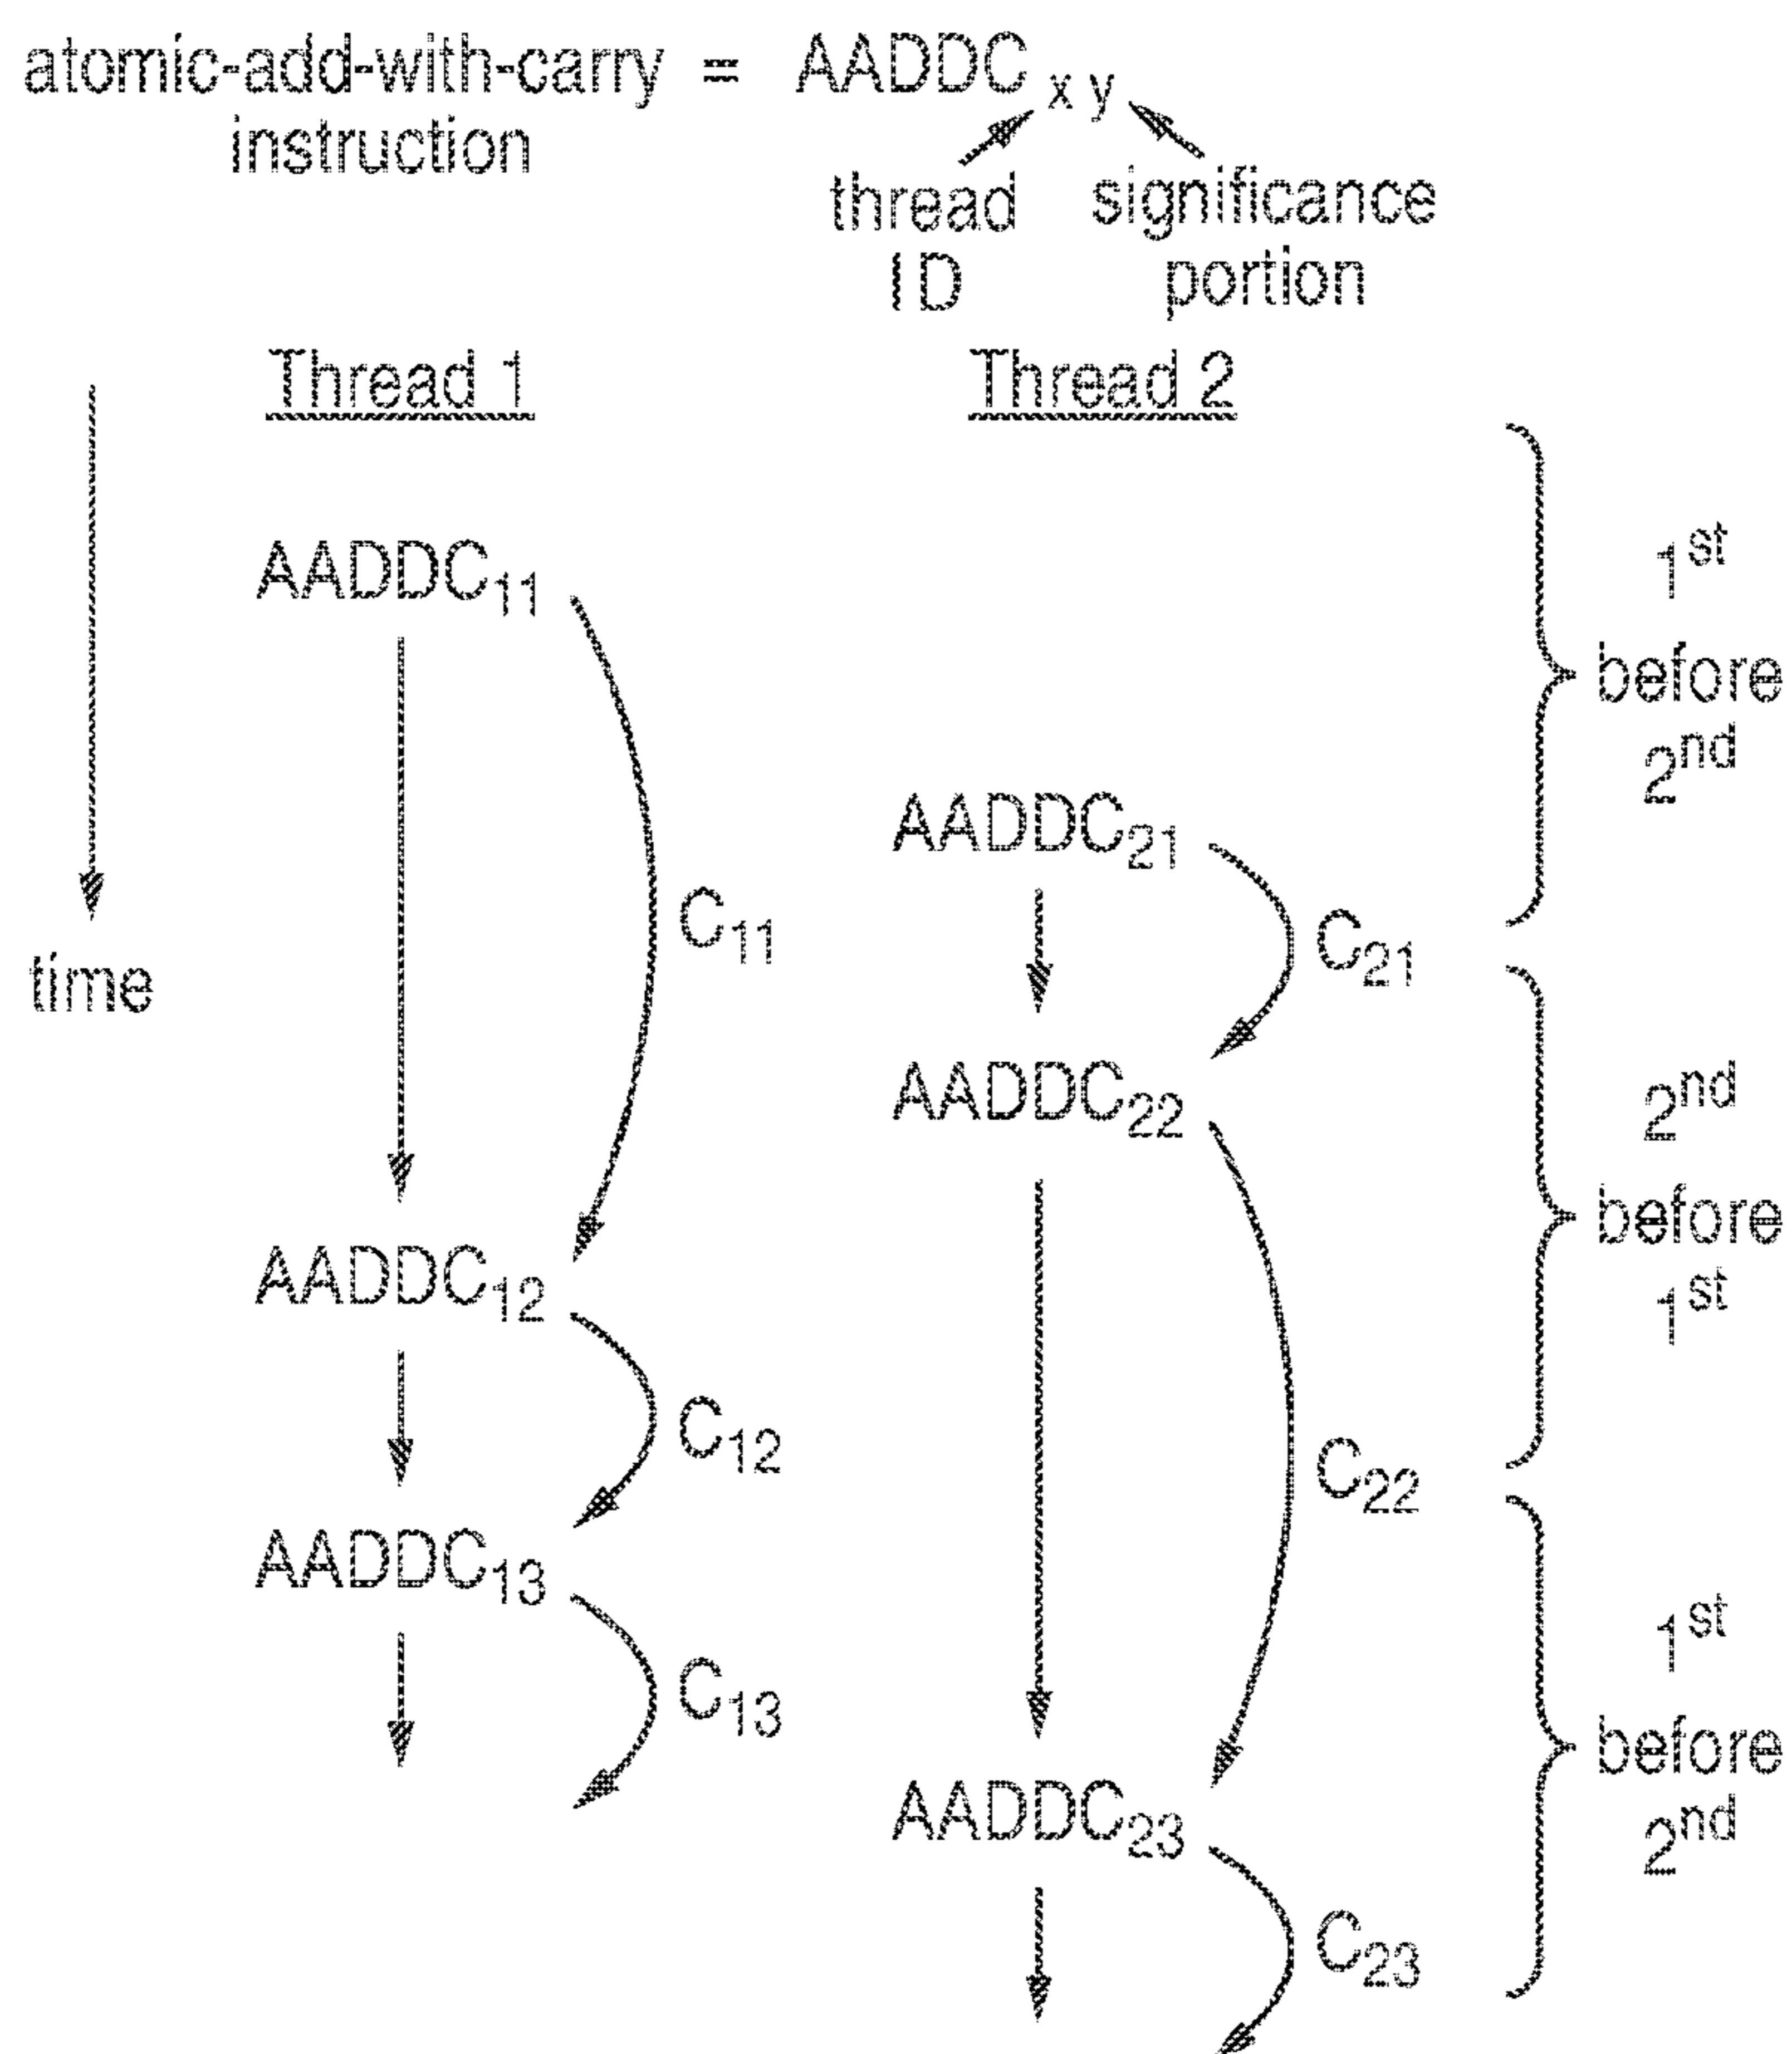 atomic-add-with-carry = AADDC x y
instruction
thread significance
ID portion
Thread 1 Thread 2
1st
AADDC11
before
2nd
AADDC21
C11
C21
time
AADDC22
2nd
before
AADDC12
1st
C12
C22
AADDC13
1st
C13
before
AADDC23
2nd
C23